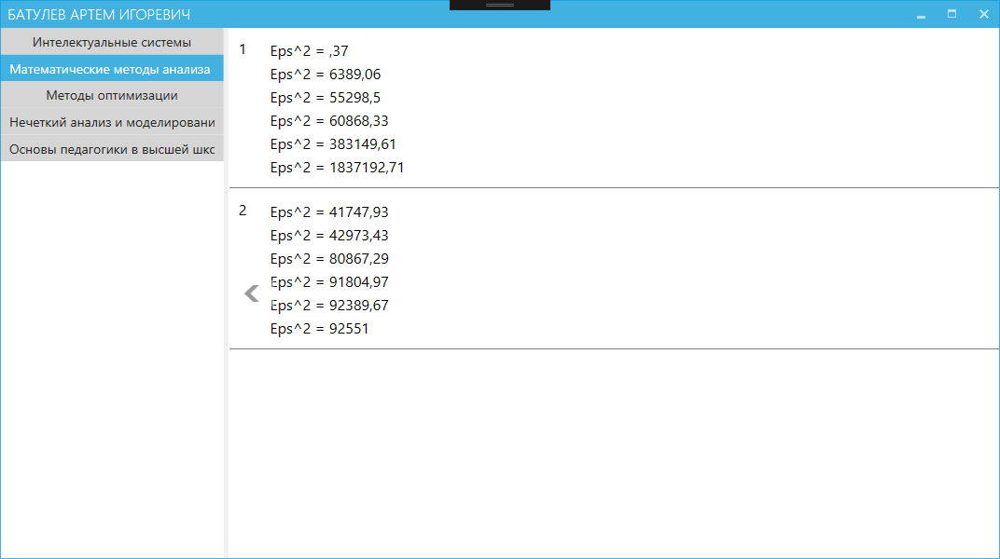 БАТУЛЕВ АРТЕМ ИГОРЕВИЧ
Интелектуальные системы
Математические методы анализа
Методы оптимизации
Нечеткий анализ и моделировани
Основы педагогики в высшей шкс
1
Eps^2 = ,37
Eps^2 = 6389,06
Eps^2 = 55298,5
Eps^2 = 60868,33
Eps^2 = 383149,61
Eps^2 = 1837192,71
2
Eps^2 = 41747,93
Eps^2 = 42973,43
Eps^2 = 80867,29
Eps^2 = 91804,97
Eps^2 = 92389,67
Eps^2 = 92551